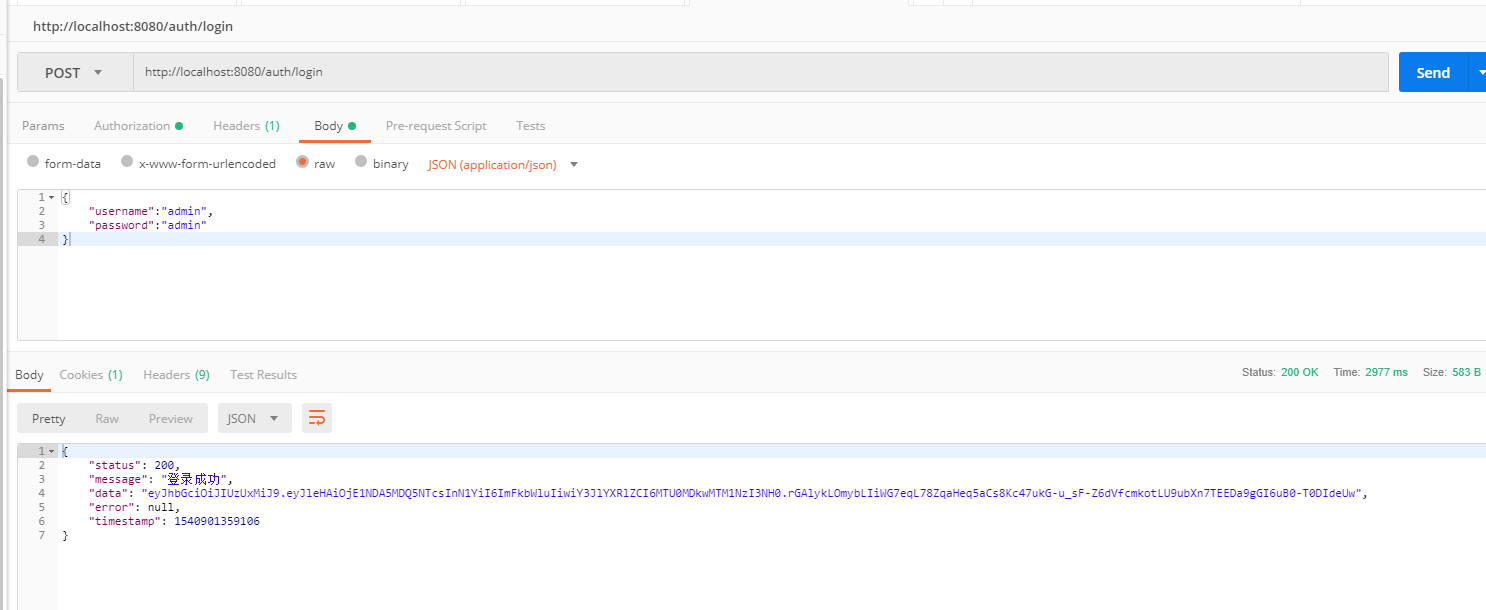 http://localhost:8080/auth/login
POST http://localhost:8080/auth/login Send
Params Authorization Headers (1) Body Pre-request Script Tests
form-data x-www-form-urlencoded raw binary JSON (application/json)
1 {
2 "username":"admin",
3 "password":"admin"
4 }
Body Cookies (1) Headers (9) Test Results Status: 200 OK Time: 2977 ms Size: 583 B
Pretty Raw Preview JSON
1 {
2 "status": 200,
3 "message": "登录成功",
4 "data": "eyJhbGciOiJIUzUxMiJ9.eyJleHAiOjE1NDA5MDQ5NTcsInN1YiI6ImFkbWluIiwiY3JlYXRlZCI6MTU0MDkwMTM1NzI3NH0.rGAlykLOmybLIiWG7eqL78ZqaHeq5aCs8Kc47ukG-u_sF-Z6dVfcmkotLU9ubXn7TEEDa9gGI6uB0-T0DIdeUw",
5 "error": null,
6 "timestamp": 1540901359106
7 }